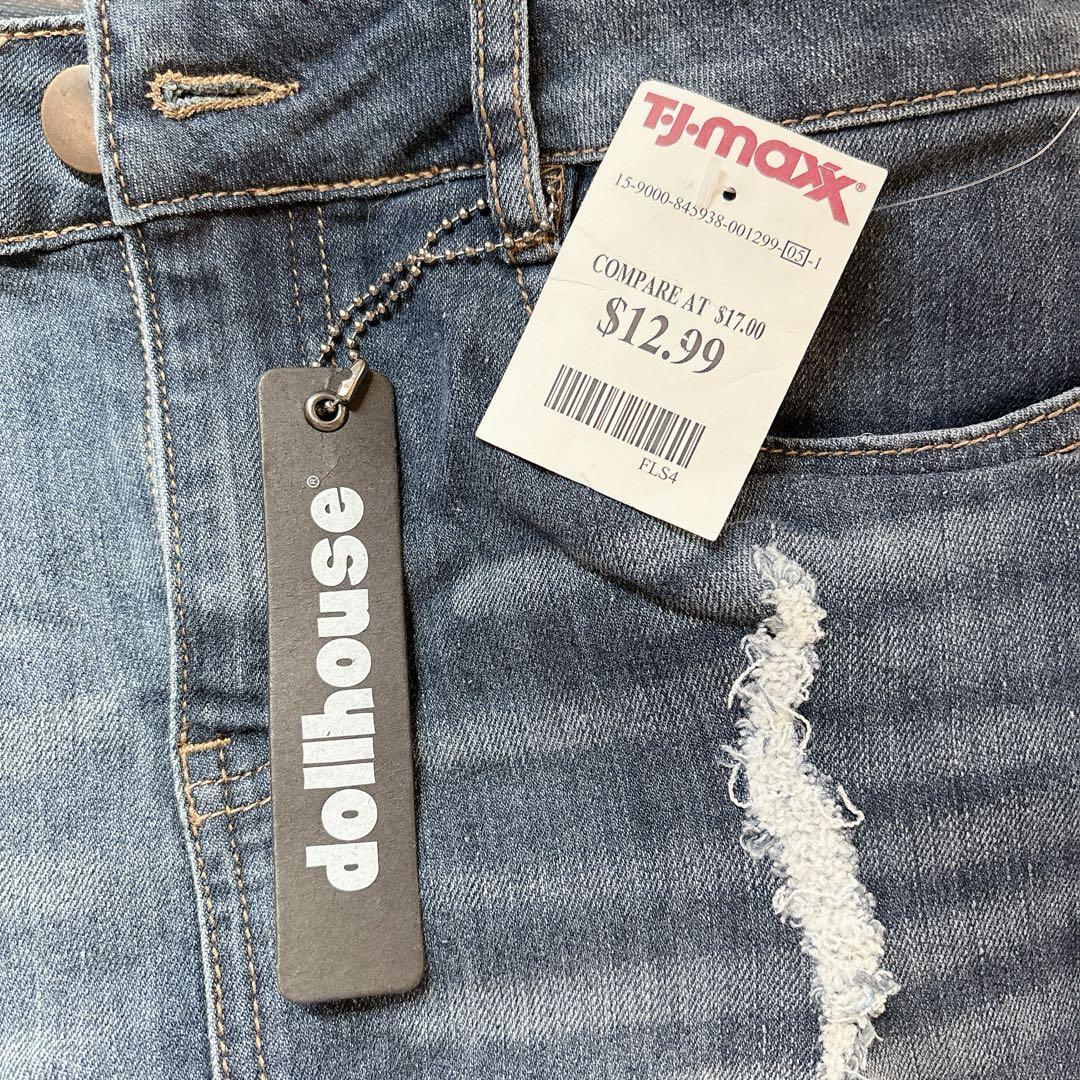 T·J·maxx®
15-9000-845938-001299-05-1
COMPARE AT $17.00
$12.99
FLS4
dollhouse®